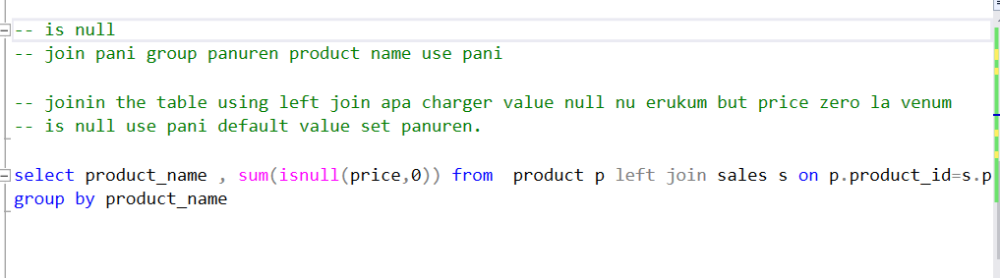 -- is null
-- join pani group panuren product name use pani
-- joinin the table using left join apa charger value null nu erukum but price zero la venum
-- is null use pani default value set panuren.
select product_name , sum(isnull(price,0)) from  product p left join sales s on p.product_id=s.p
group by product_name